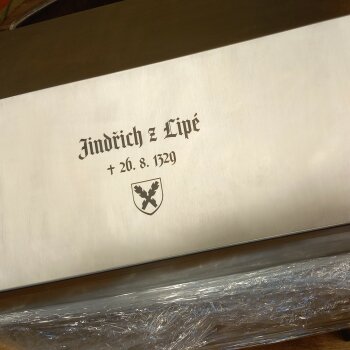 Jindřich z Lipé
† 26. 8. 1329